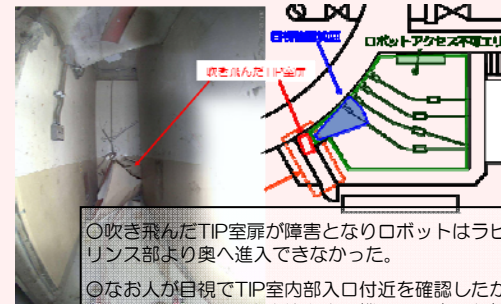 ロボットアクセス不可エリ
吹き飛んだTIP室扉
○吹き飛んだTIP室扉が障害となりロボットはラビ
リンス部より奥へ進入できなかった。
○なお人が目視でTIP室内部入口付近を確認したた